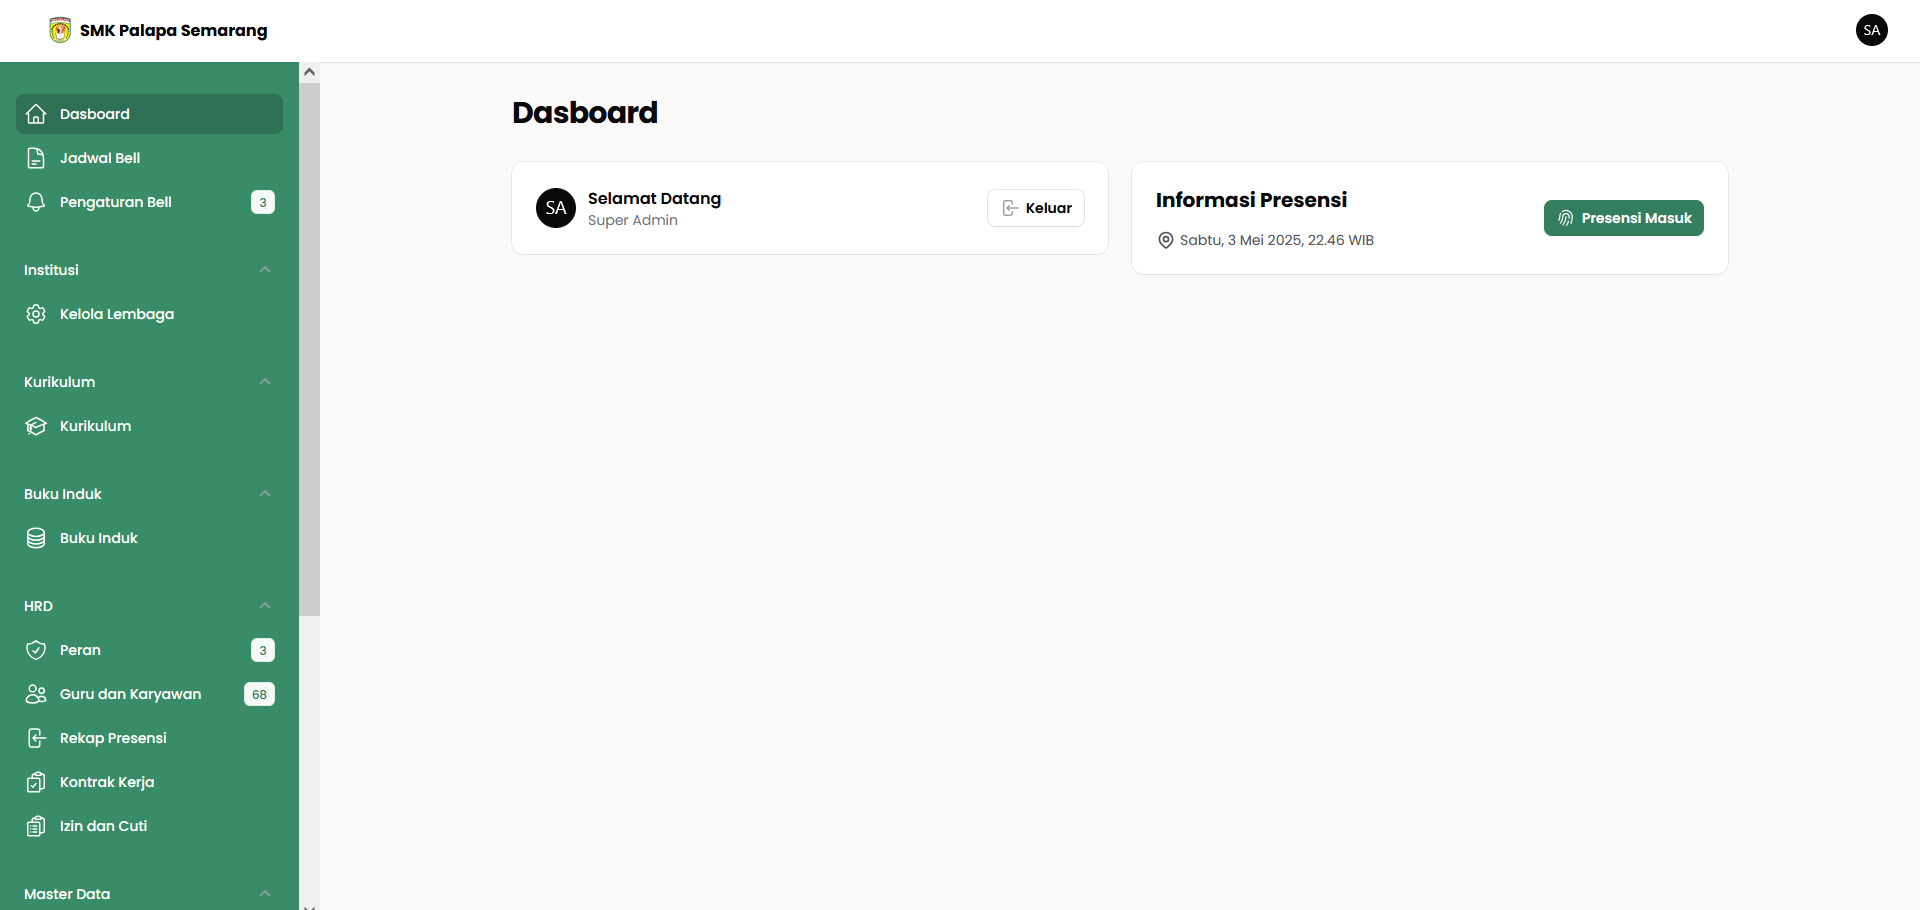 SMK Palapa Semarang
SA
Dasboard
Jadwal Bell
Pengaturan Bell 3
Institusi
Kelola Lembaga
Kurikulum
Kurikulum
Buku Induk
Buku Induk
HRD
Peran 3
Guru dan Karyawan 68
Rekap Presensi
Kontrak Kerja
Izin dan Cuti
Master Data
Dasboard
SA
Selamat Datang
Super Admin
Keluar
Informasi Presensi
Sabtu, 3 Mei 2025, 22.46 WIB
Presensi Masuk